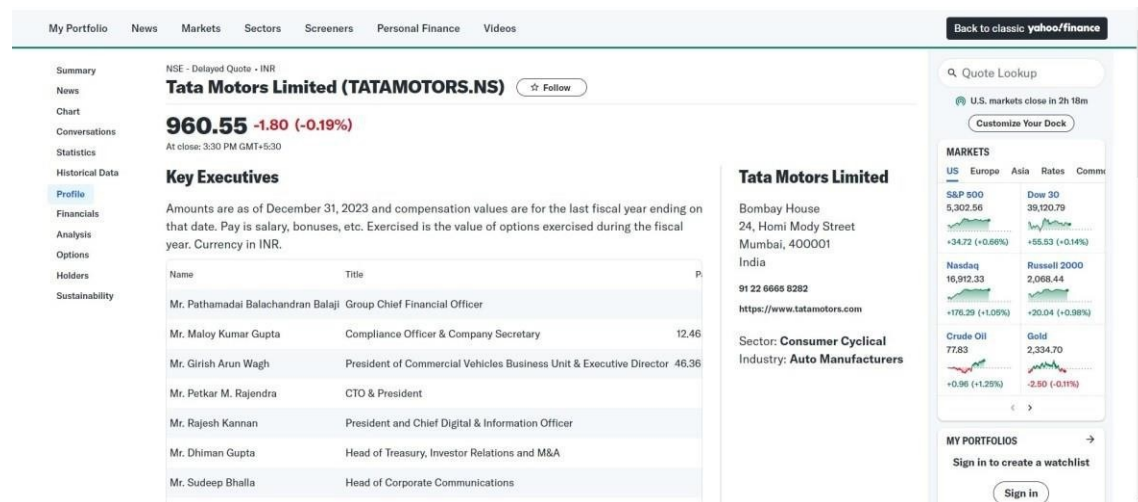 My Portfolio News Markets Sectors Screeners Personal Finance Videos
Back to classic yahoo!finance
Summary
News
Chart
Conversations
Statistics
Historical Data
Profile
Financials
Analysis
Options
Holders
Sustainability
NSE - Delayed Quote • INR
Tata Motors Limited (TATAMOTORS.NS) ☆ Follow
960.55 -1.80 (-0.19%)
At close: 3:30 PM GMT+5:30
Key Executives
Amounts are as of December 31, 2023 and compensation values are for the last fiscal year ending on
that date. Pay is salary, bonuses, etc. Exercised is the value of options exercised during the fiscal
year. Currency in INR.
Name Title
Mr. Pathamadai Balachandran Balaji Group Chief Financial Officer
Mr. Maloy Kumar Gupta Compliance Officer & Company Secretary 12.46
Mr. Girish Arun Wagh President of Commercial Vehicles Business Unit & Executive Director 46.36
Mr. Petkar M. Rajendra CTO & President
Mr. Rajesh Kannan President and Chief Digital & Information Officer
Mr. Dhiman Gupta Head of Treasury, Investor Relations and M&A
Mr. Sudeep Bhalla Head of Corporate Communications
Tata Motors Limited
Bombay House
24, Homi Mody Street
Mumbai, 400001
India
91 22 6665 8282
https://www.tatamotors.com
Sector: Consumer Cyclical
Industry: Auto Manufacturers
Quote Lookup
U.S. markets close in 2h 18m
Customize Your Dock
MARKETS
US Europe Asia Rates
S&P 500 Dow 30
5,302.56 39,120.79
+34.72 (+0.66%) +55.53 (+0.14%)
Nasdaq Russell 2000
16,912.33 2,068.44
+176.29 (+1.05%) +20.04 (+0.98%)
Crude Oil Gold
77.83 2,334.70
+0.96 (+1.25%) -2.50 (-0.11%)
MY PORTFOLIOS
Sign in to create a watchlist
Sign in